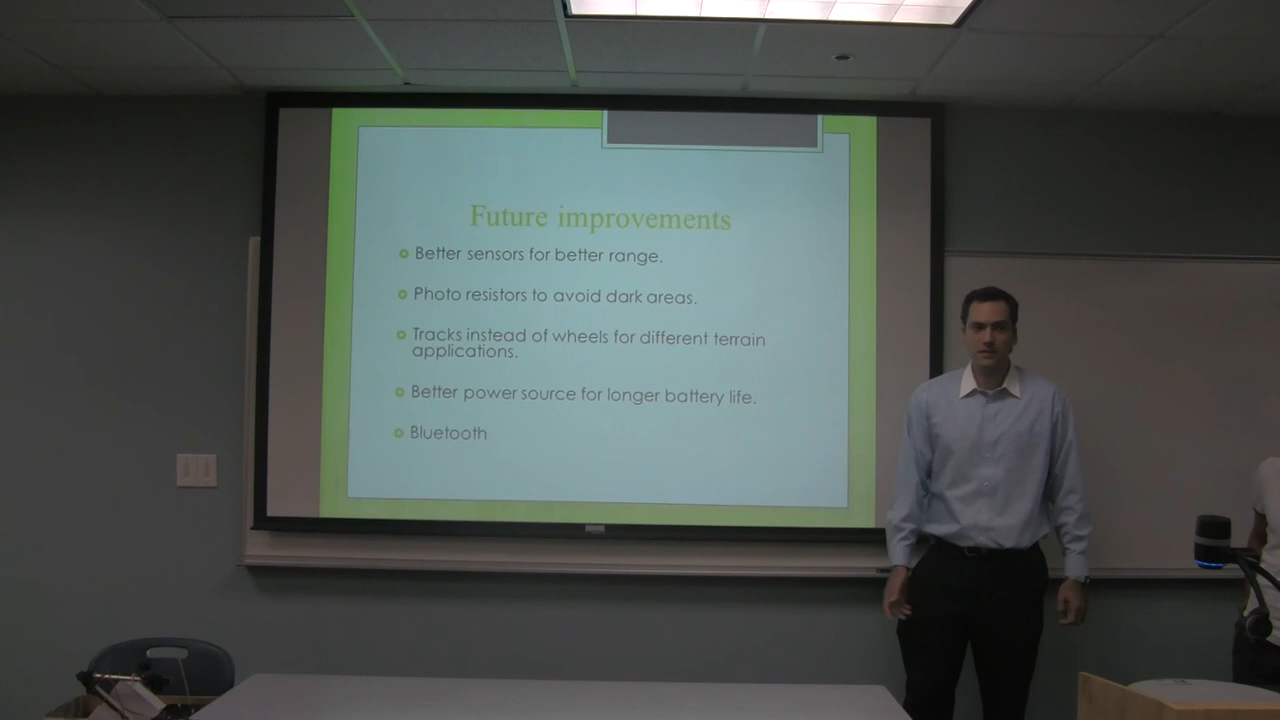 Future improvements
Better sensors for better range.
Photo resistors to avoid dark areas.
Tracks instead of wheels for different terrain
applications.
Better power source for longer battery life.
Bluetooth